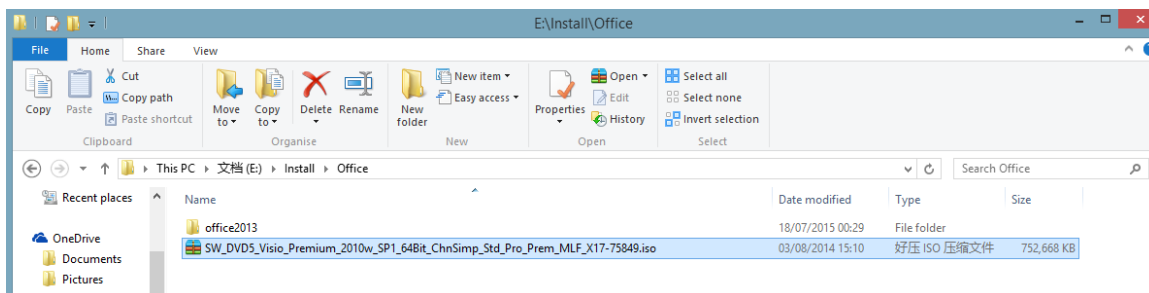 E:\Install\Office
File Home Share View
Copy
Paste
Cut
Copy path
Paste shortcut
Move to
Copy to
Delete
Rename
New folder
New item
Easy access
Properties
Open
Edit
History
Select all
Select none
Invert selection
Clipboard Organise New Open Select
This PC 文档 (E:) Install Office Search Office
Recent places
OneDrive
Documents
Pictures
Name Date modified Type Size
office2013 18/07/2015 00:29 File folder
SW_DVD5_Visio_Premium_2010w_SP1_64Bit_ChnSimp_Std_Pro_Prem_MLF_X17-75849.iso 03/08/2014 15:10 好压 ISO 压缩文件 752,668 KB